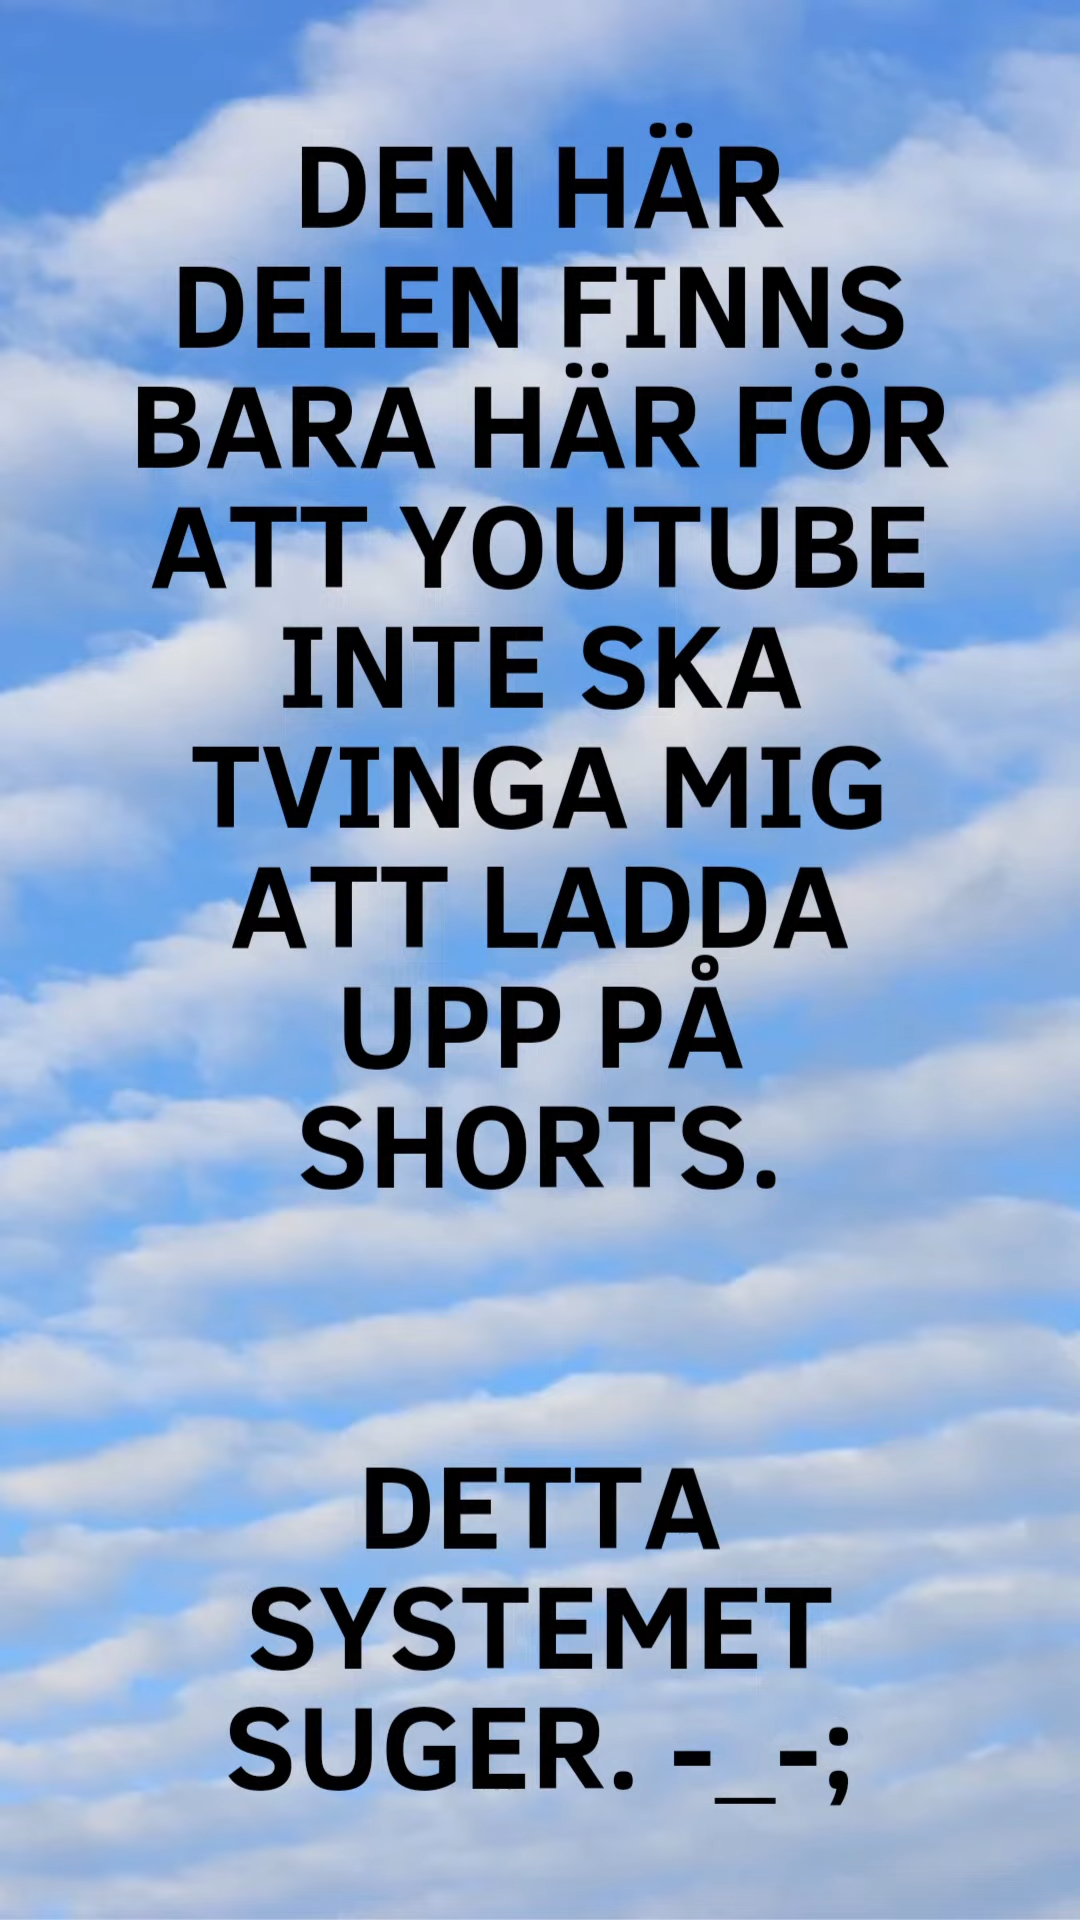 DEN HÄR
DELEN FINNS
BARA HÄR FÖR
ATT YOUTUBE
INTE SKA
TVINGA MIG
ATT LADDA
UPP PÅ
SHORTS.
DETTA
SYSTEMET
SUGER. -_-;